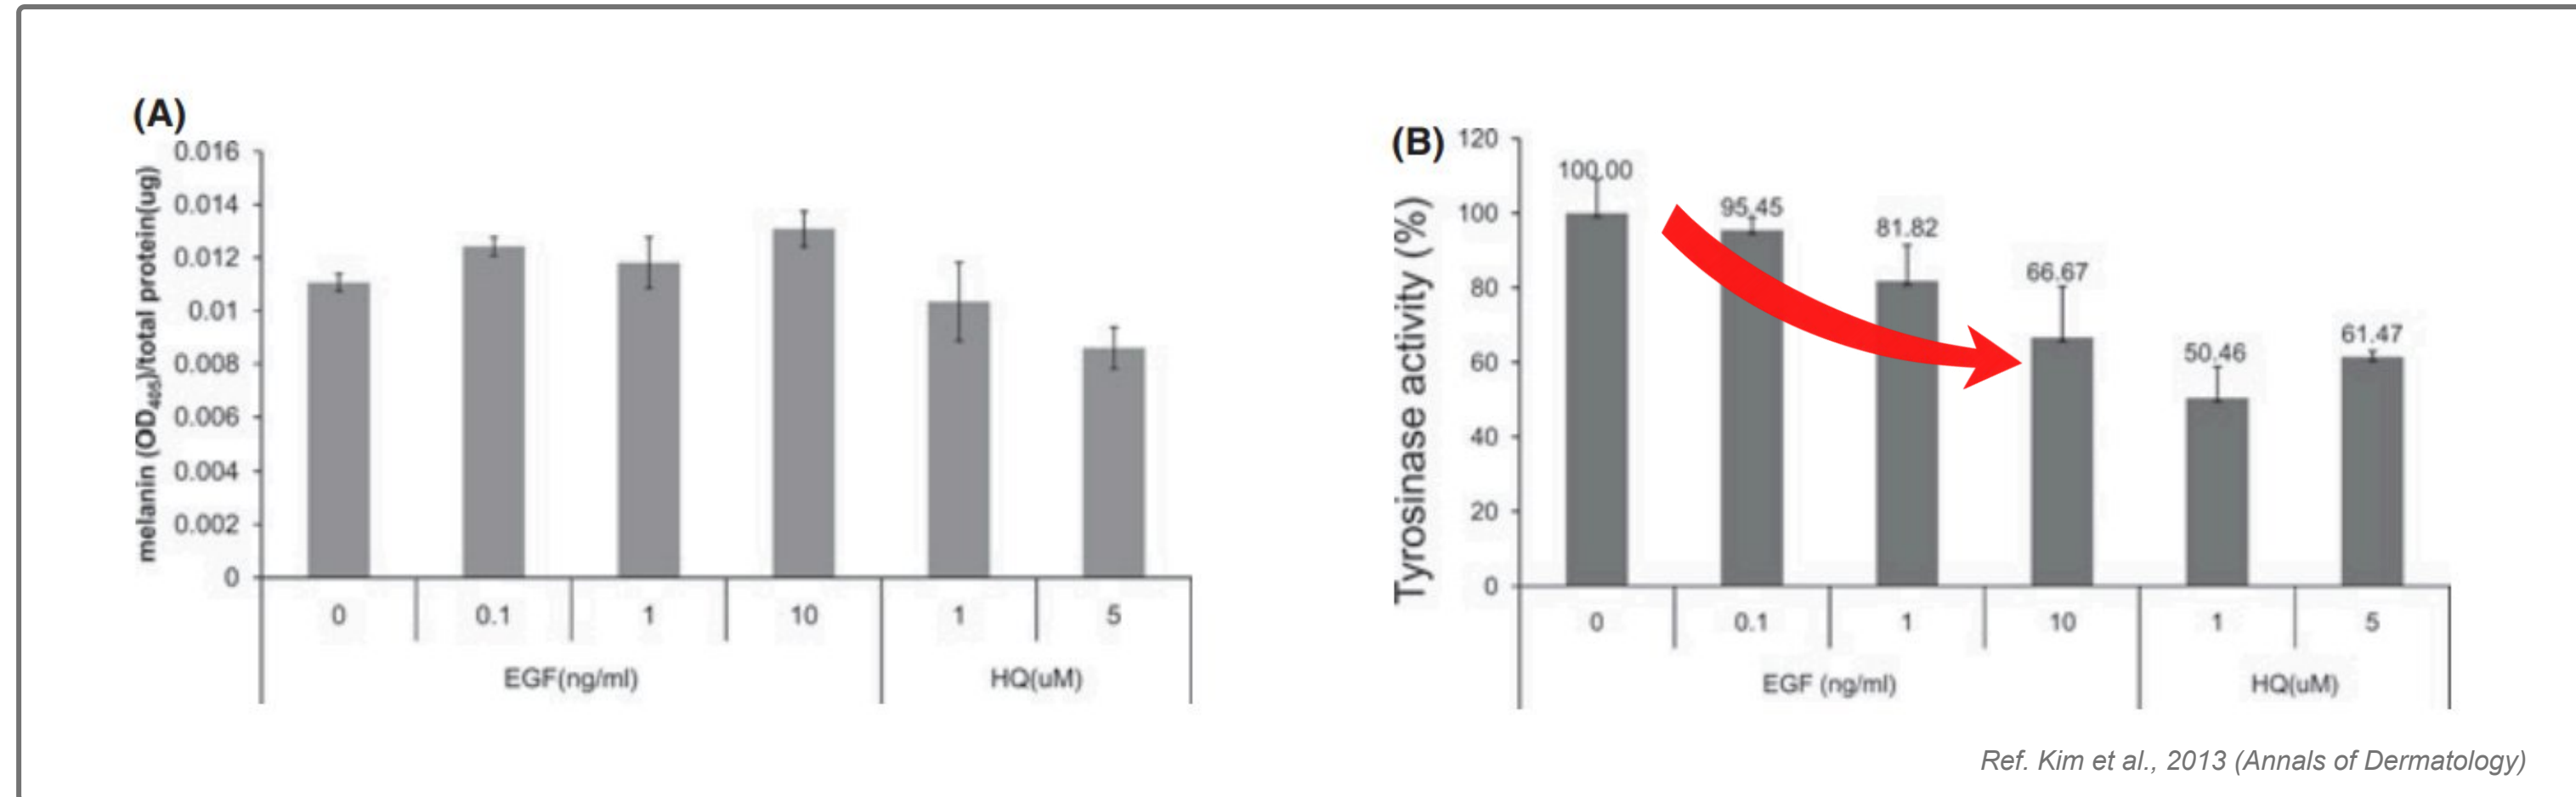 (A)
melanin (OD405)/total protein(ug)
0.016
0.014
0.012
0.01
0.008
0.006
0.004
0.002
0
0 0.1 1 10 1 5
EGF(ng/ml) HQ(uM)
(B)
Tyrosinase activity (%)
120
100
80
60
40
20
0
100.00
95.45
81.82
66.67
50.46
61.47
0 0.1 1 10 1 5
EGF (ng/ml) HQ(uM)
Ref. Kim et al., 2013 (Annals of Dermatology)